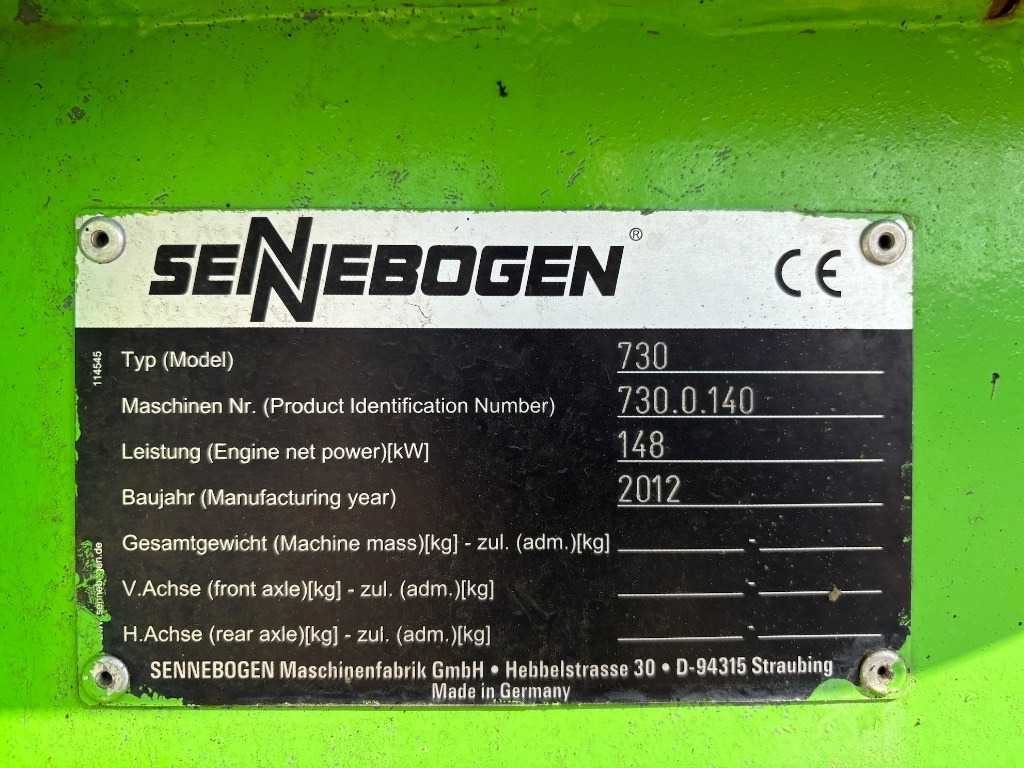 SENNEBOGEN®
CE
114545
Typ (Model) 730
Maschinen Nr. (Product Identification Number) 730.0.140
Leistung (Engine net power)[kW] 148
Baujahr (Manufacturing year) 2012
Gesamtgewicht (Machine mass)[kg] - zul. (adm.)[kg] -
V.Achse (front axle)[kg] - zul. (adm.)[kg] -
H.Achse (rear axle)[kg] - zul. (adm.)[kg] -
SENNEBOGEN Maschinenfabrik GmbH • Hebbelstrasse 30 • D-94315 Straubing
Made in Germany